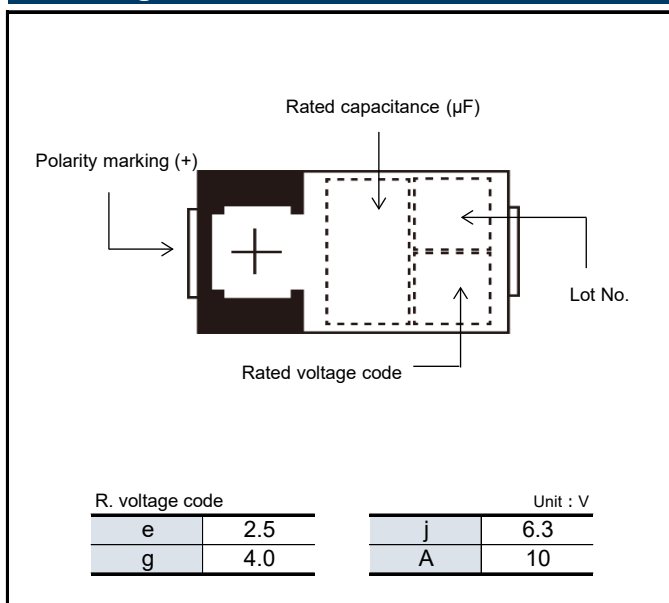 Rated capacitance (μF)
Polarity marking (+)
Lot No.
Rated voltage code
R. voltage code
Unit : V
e 2.5 j 6.3
g 4.0 A 10